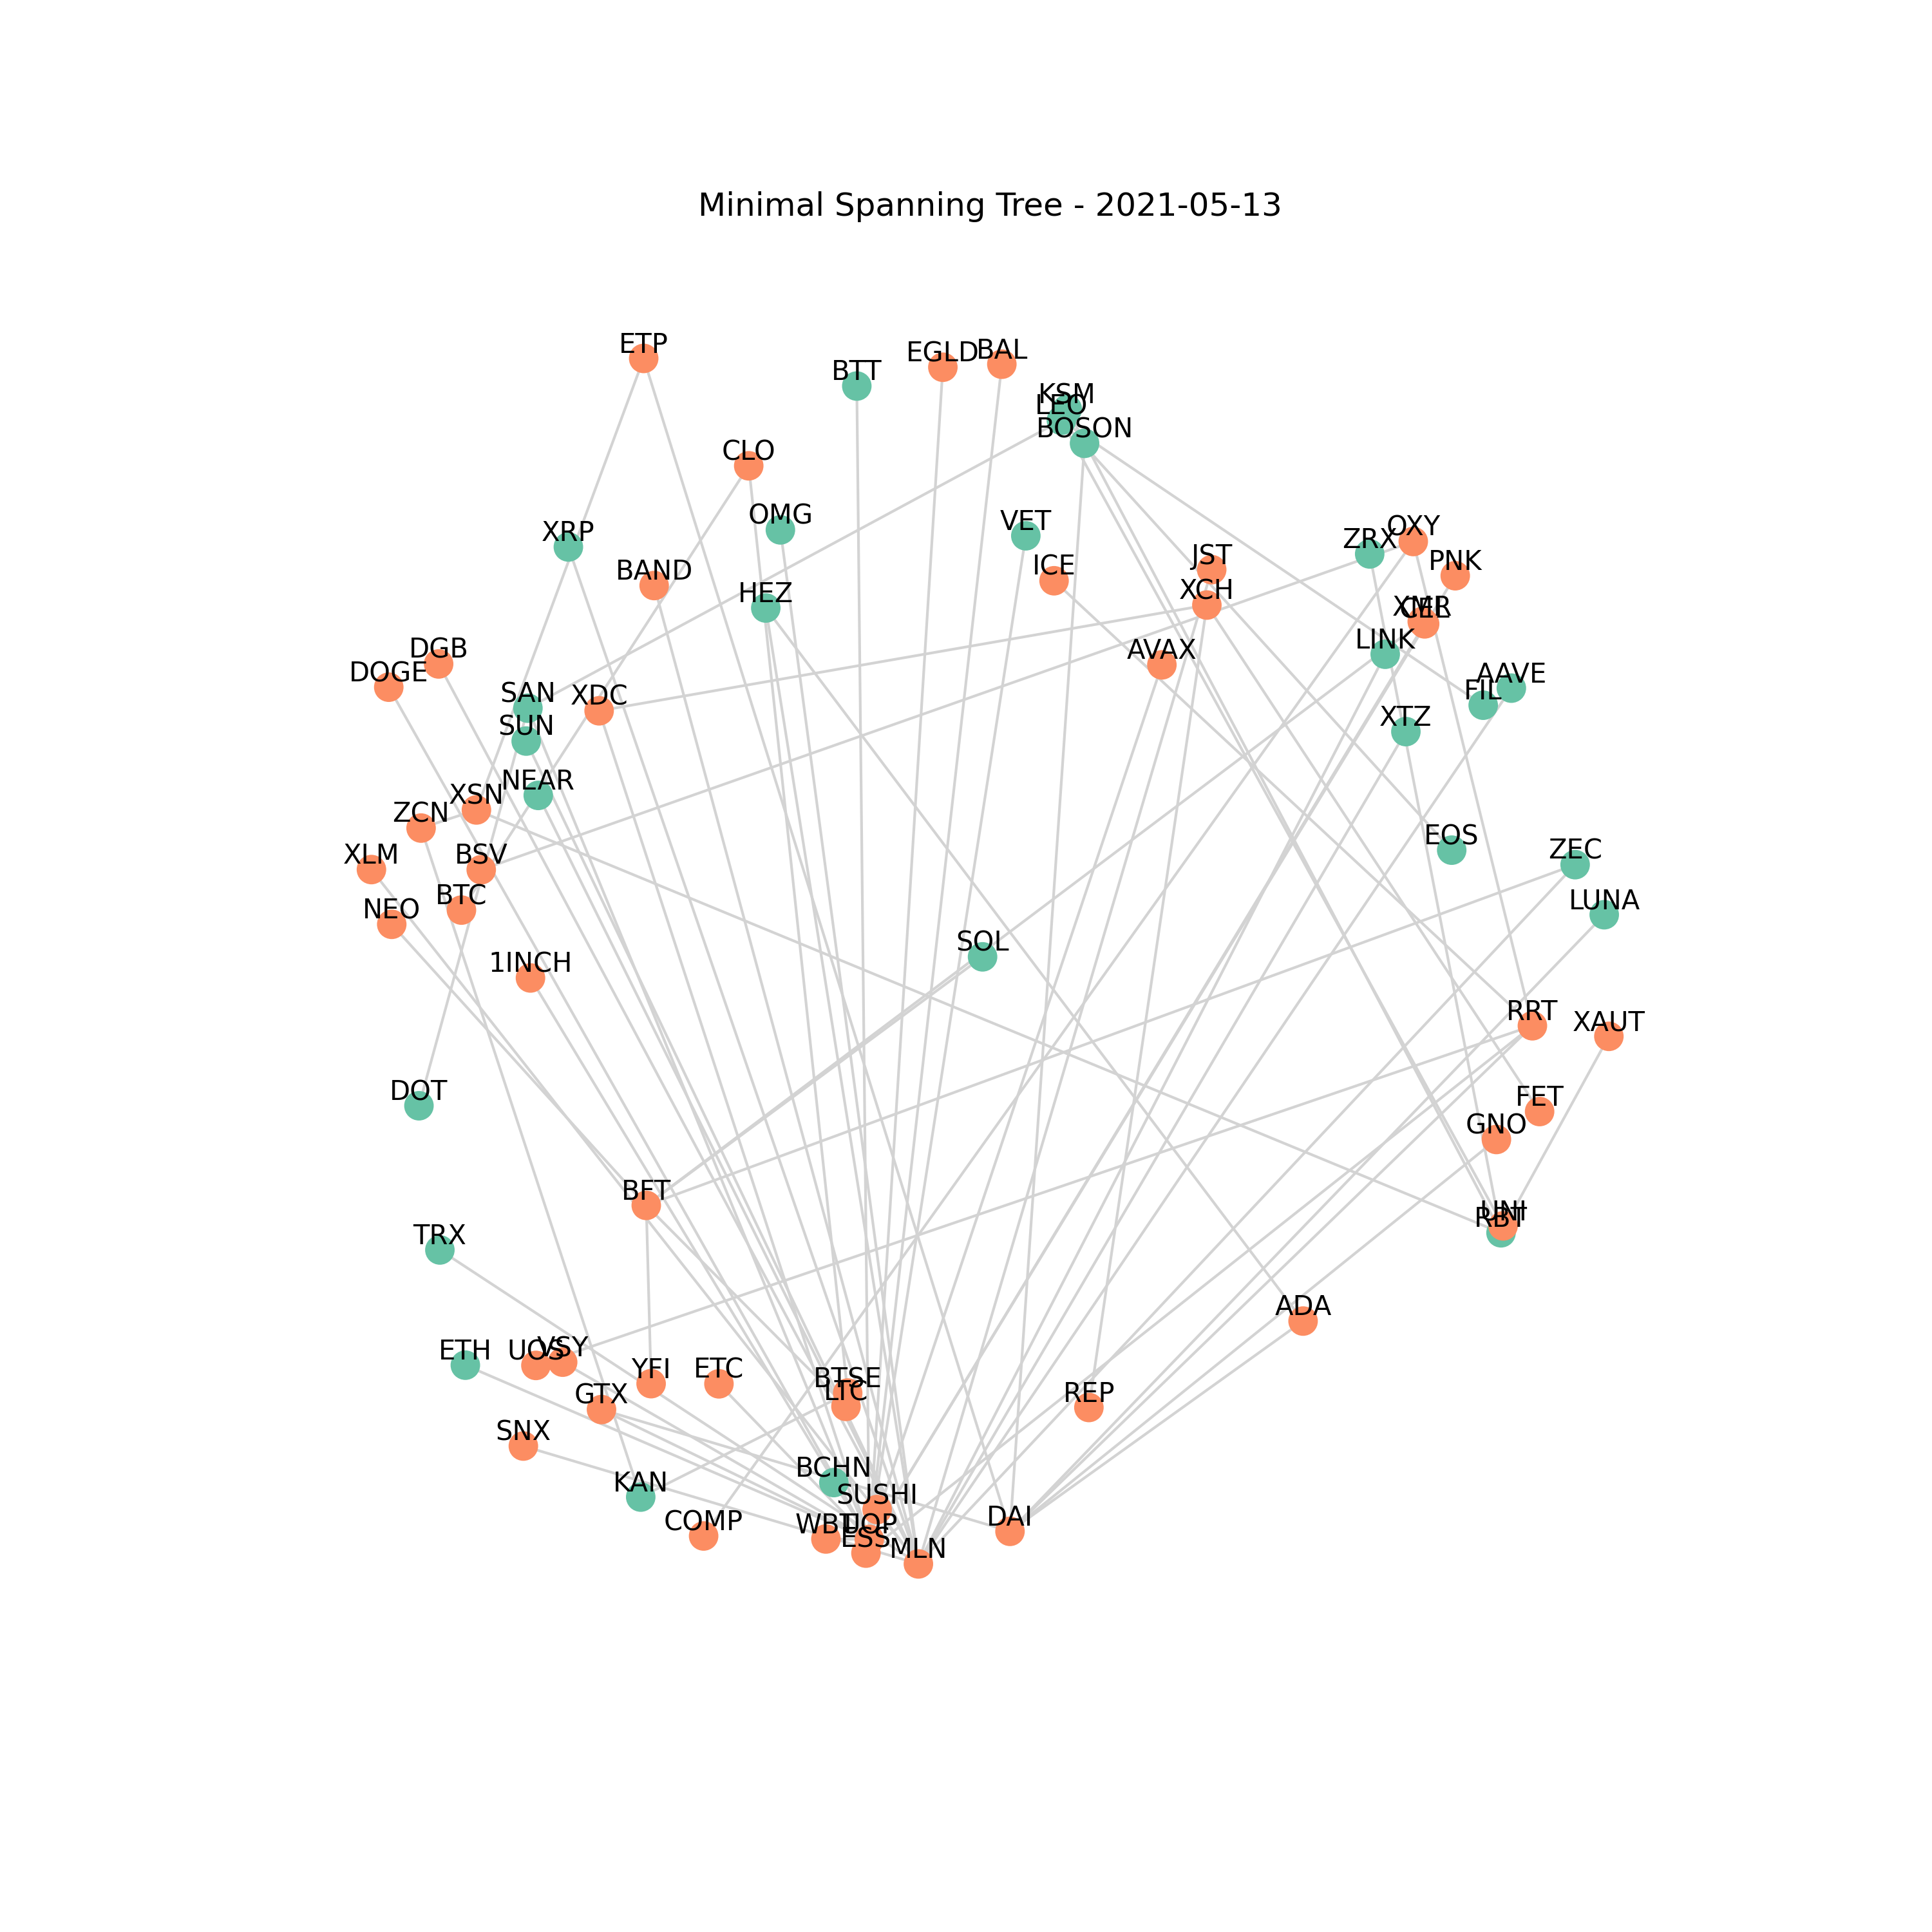 Minimal Spanning Tree - 2021-05-13
ETP
BTT
EGLD
BAL
KSM
LEO
BOSON
CLO
OMG
VET
XRP
ZRX
OXY
BAND
ICE
JST
PNK
HEZ
XCH
XMR
CEL
DGB
LINK
DOGE
AVAX
AAVE
SAN
XDC
FIL
SUN
XTZ
NEAR
XSN
ZCN
EOS
XLM
BSV
ZEC
BTC
NEO
LUNA
SOL
1INCH
RRT
XAUT
DOT
FET
GNO
BFT
UNI
RBT
TRX
ADA
ETH
UOS
VSY
YFI
ETC
BTSE
LTC
GTX
REP
SNX
BCHN
KAN
SUSHI
COMP
WBT
UOP
DAI
ESS
MLN